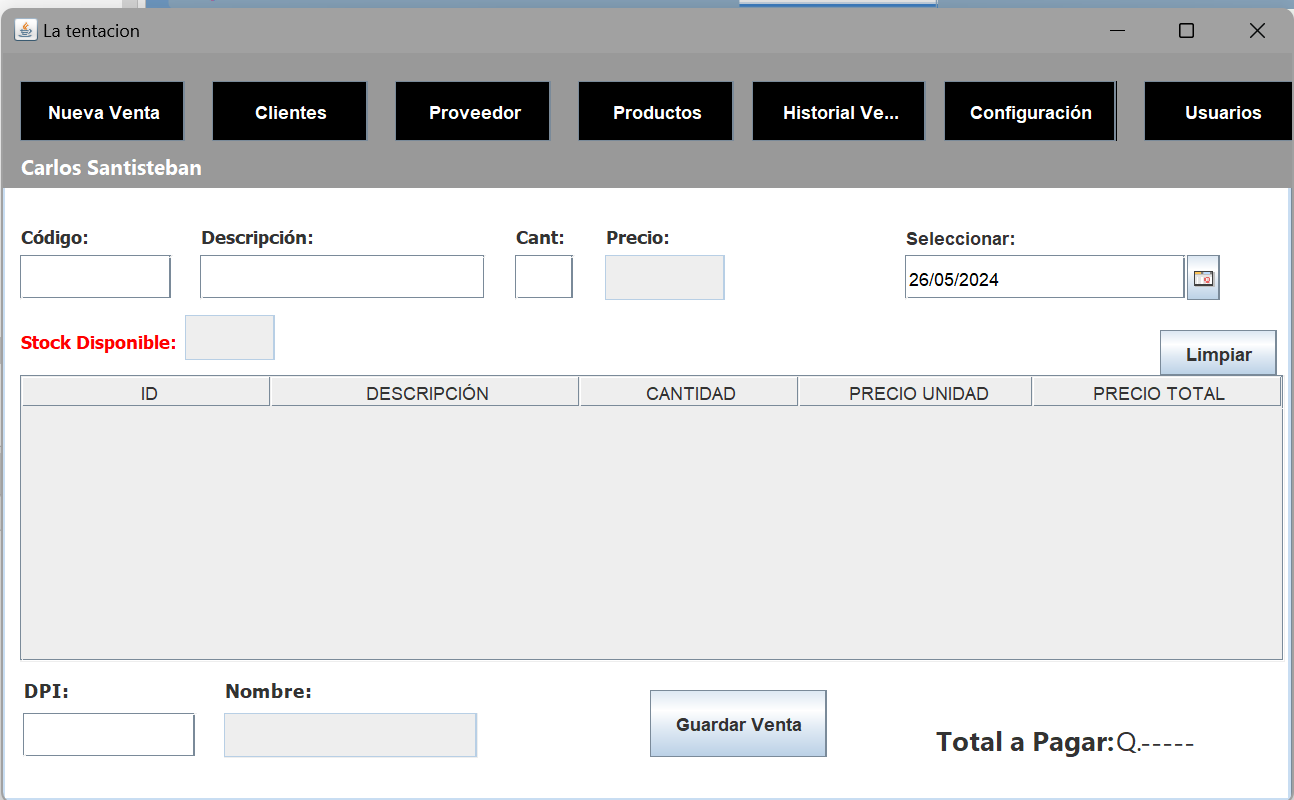 La tentacion
Nueva Venta Clientes Proveedor Productos Historial Ve... Configuración Usuarios
Carlos Santisteban
Código: Descripción: Cant: Precio: Seleccionar:
26/05/2024
Stock Disponible:
Limpiar
ID DESCRIPCIÓN CANTIDAD PRECIO UNIDAD PRECIO TOTAL
DPI: Nombre:
Guardar Venta
Total a Pagar:Q.-----